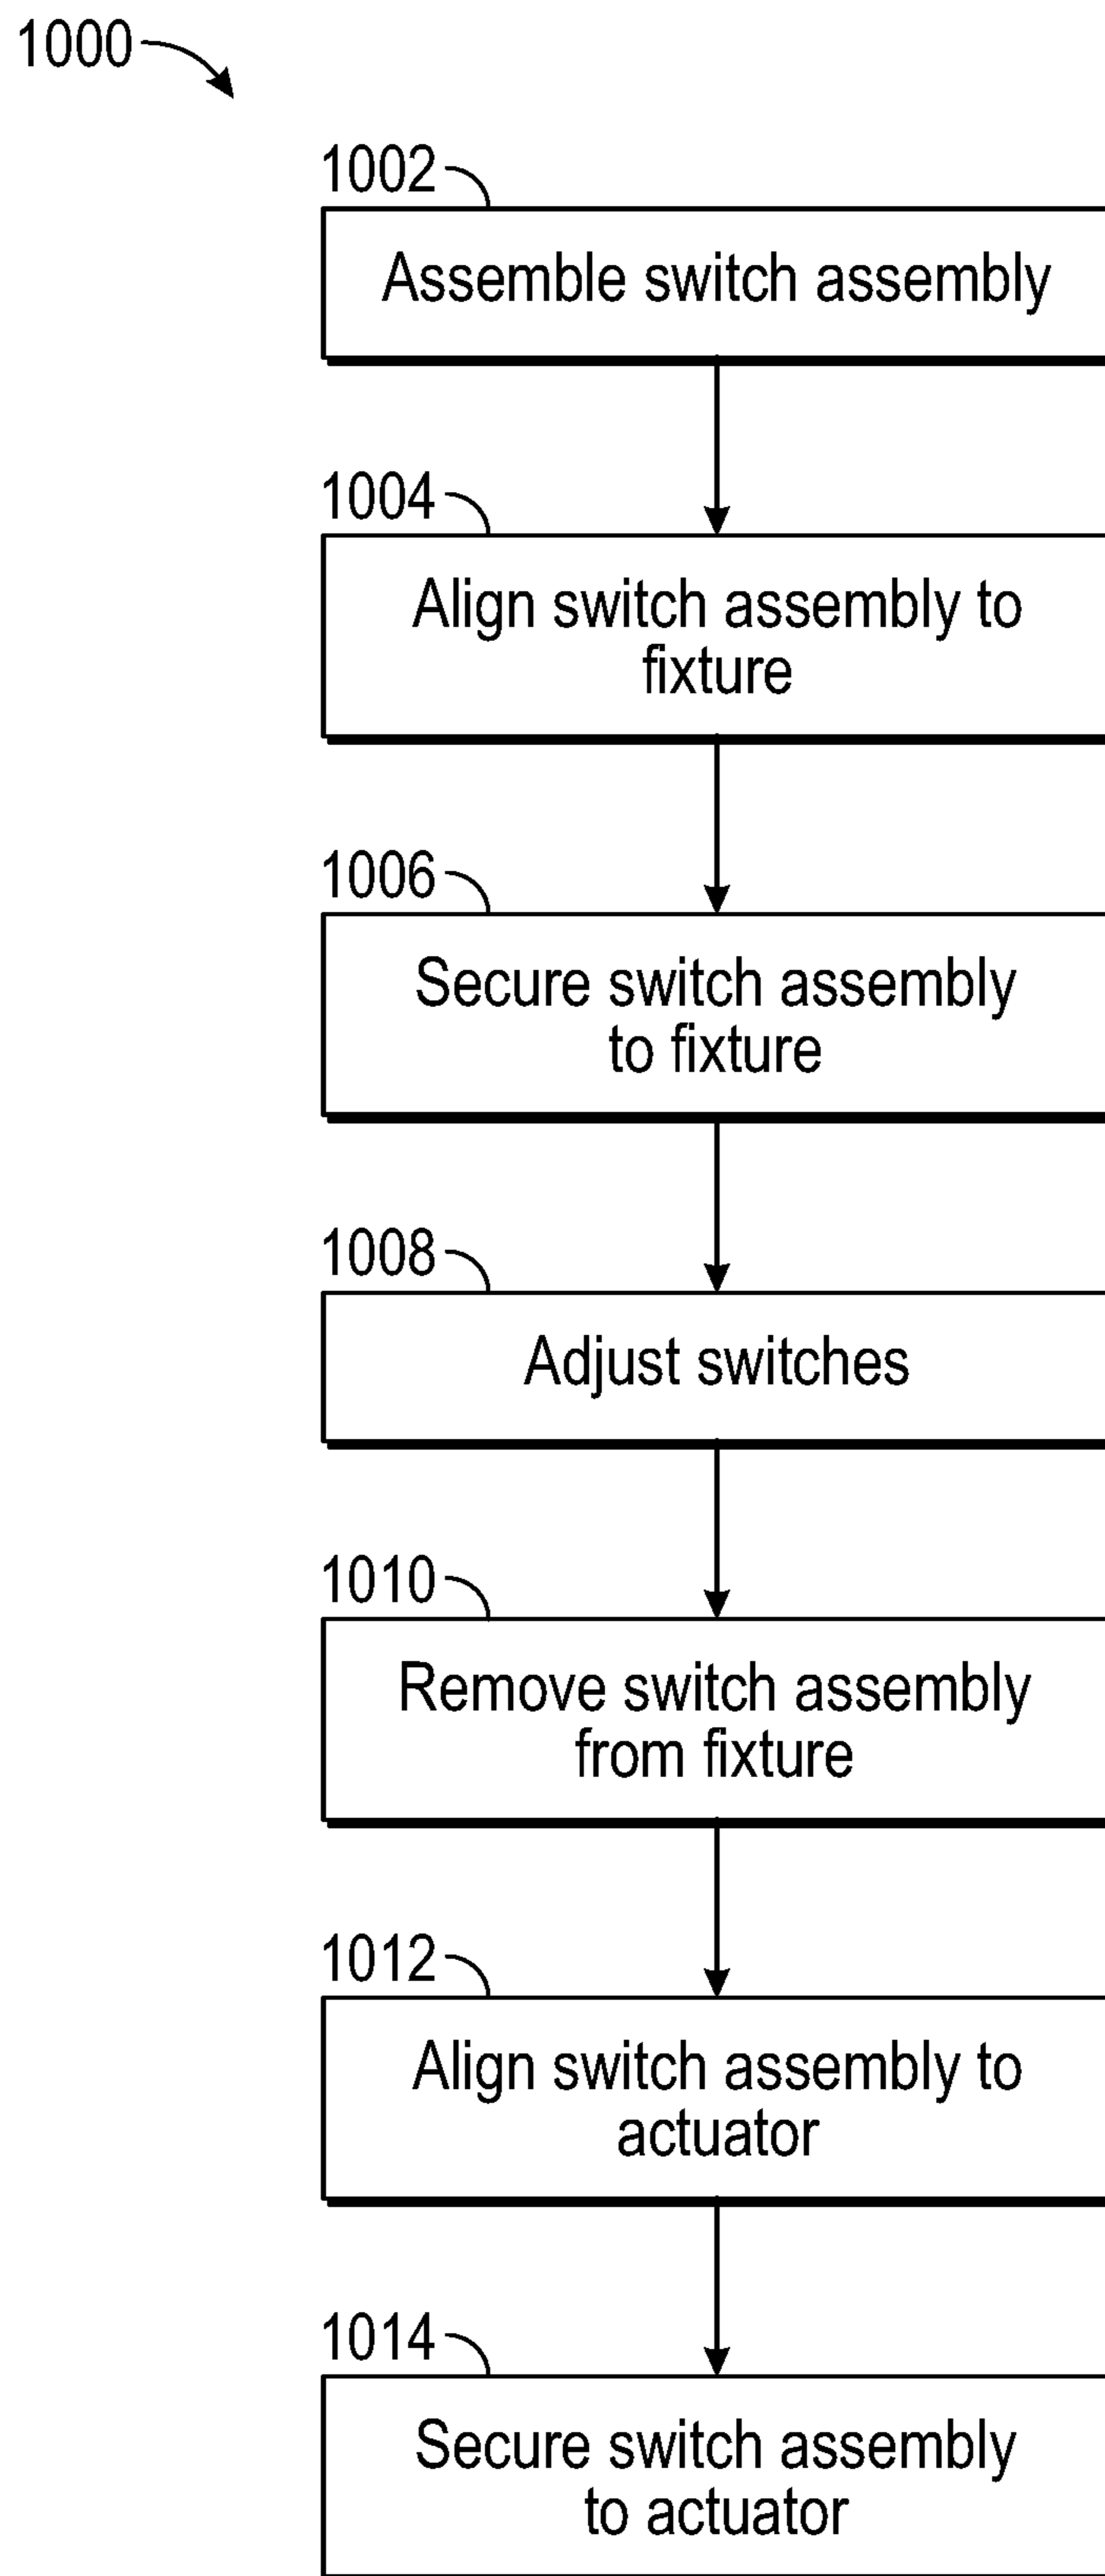 1000
1002
Assemble switch assembly
1004
Align switch assembly to
fixture
1006
Secure switch assembly
to fixture
1008
Adjust switches
1010
Remove switch assembly
from fixture
1012
Align switch assembly to
actuator
1014
Secure switch assembly
to actuator